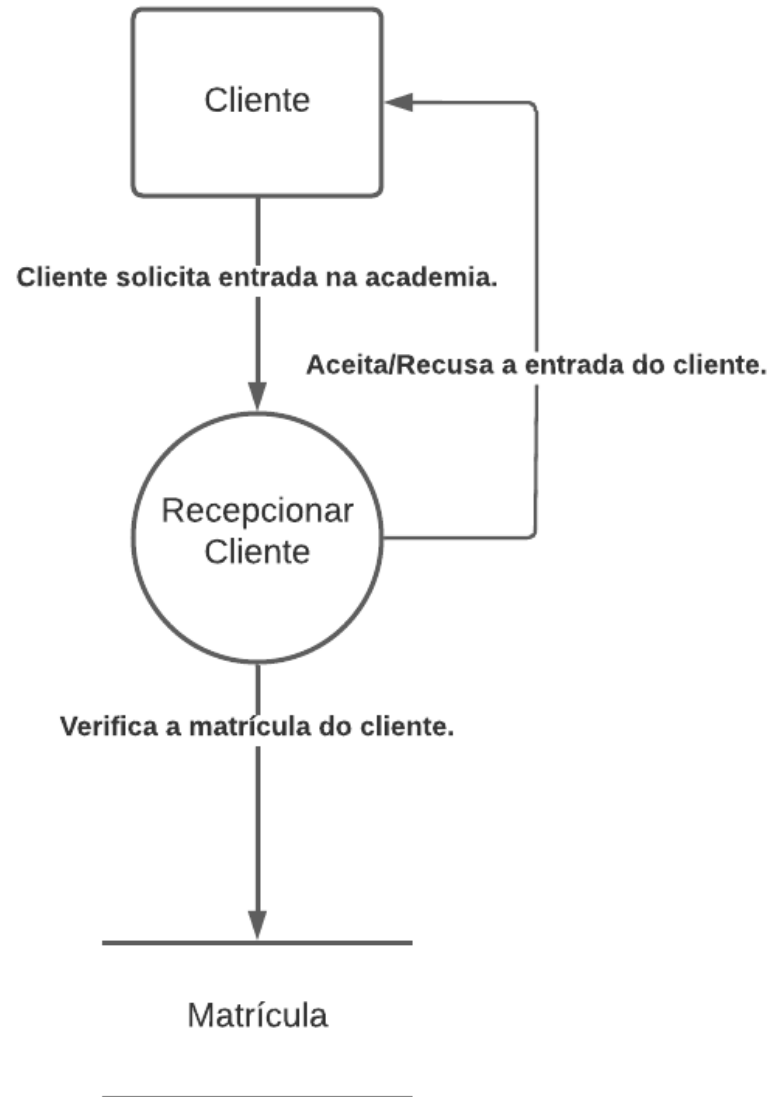 Cliente
Cliente solicita entrada na academia.
Aceita/Recusa a entrada do cliente.
Recepcionar
Cliente
Verifica a matrícula do cliente.
Matrícula